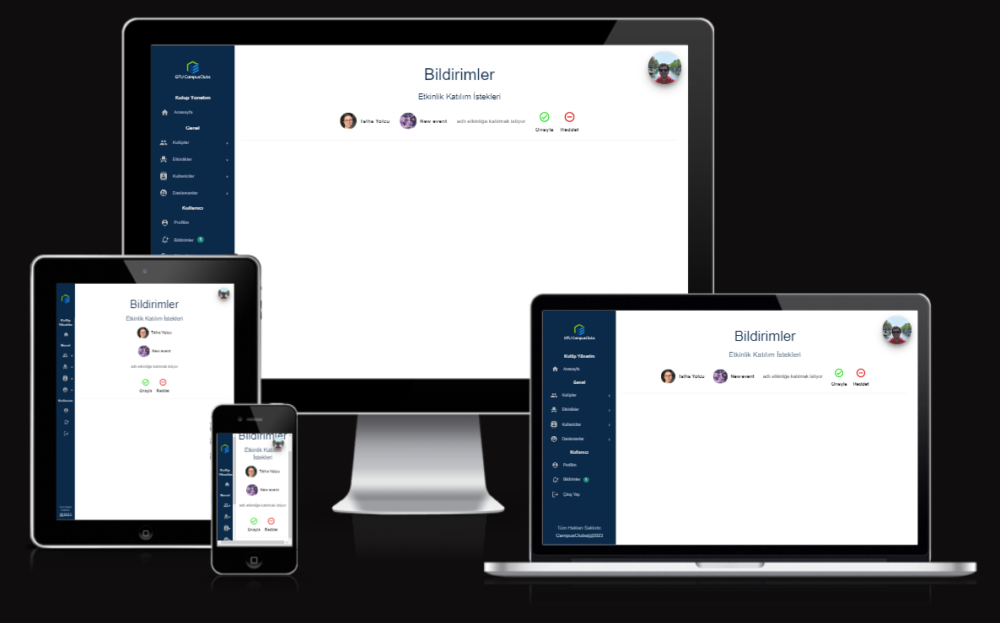 GTU CampusClubs
Kulup Yonetim
Anasayfa
Genel
Kulüpler
Etkinlikler
Kullanicilar
Danismanlar
Kullanıcı
Profilim
Bildirimler 1
Bildirimler
Etkinlik Katılım İstekleri
Talha Yolcu New event adlı etkinliğe katılmak istiyor
Onayla Reddet
Kulüp
Yönetim
Genel
Kullanıcı
Bildirimler
Etkinlik Katılım İstekleri
Talha Yolcu
New event
adlı etkinliğe katılmak istiyor
Onayla Reddet
Kulüp
Yönetim
Genel
Bildirimler
Etkinlik Katılım
İstekleri
Talha Yolcu
New event
adlı etkinliğe katılmak istiyor
Onayla Reddet
GTU CampusClubs
Kulüp Yönetim
Anasayfa
Genel
Kulüpler
Etkinlikler
Kullanicilar
Danismanlar
Kullanıcı
Profilim
Bildirimler 1
Çıkış Yap
Tüm Hakları Saklıdır.
CampusClubs(c)2023
Bildirimler
Etkinlik Katılım İstekleri
Talha Yolcu New event adlı etkinliğe katılmak istiyor
Onayla Reddet